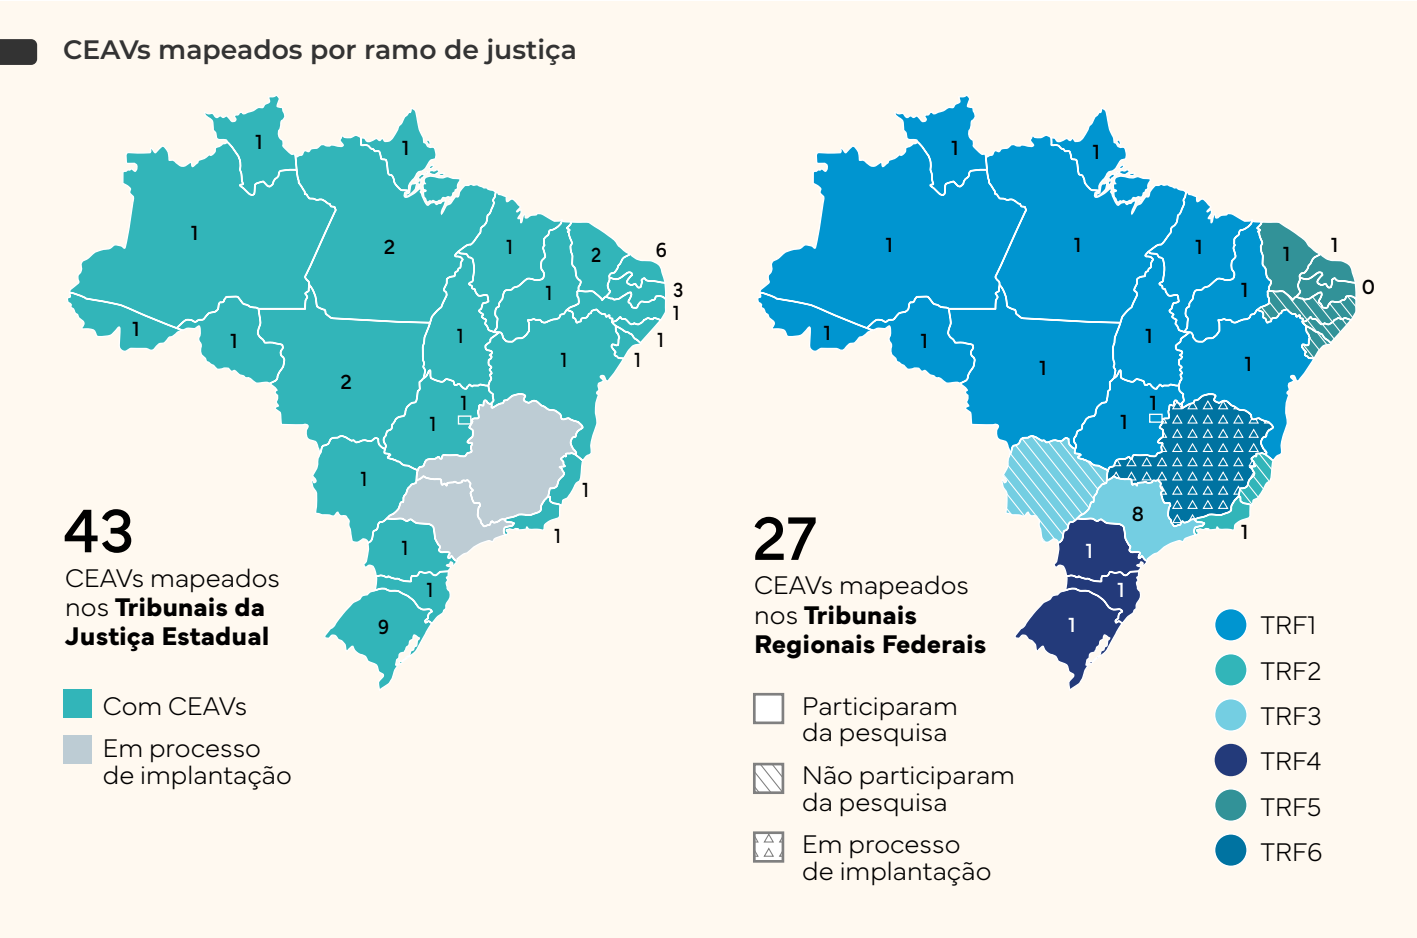 CEAVs mapeados por ramo de justiça
1
1
1
2
1
2
6
1
3
1
1
1
1
1
1
1
2
1
1
1
1
1
1
1
9
43
CEAVs mapeados
nos Tribunais da
Justiça Estadual
Com CEAVs
Em processo
de implantação
1
1
1
1
1
1
1
1
0
1
1
1
1
1
1
1
8
1
1
1
1
27
CEAVs mapeados
nos Tribunais
Regionais Federais
Participaram
da pesquisa
Não participaram
da pesquisa
Em processo
de implantação
TRF1
TRF2
TRF3
TRF4
TRF5
TRF6